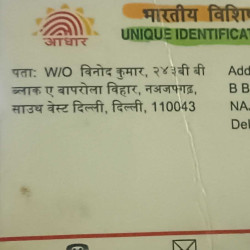 भारतीय विशि
UNIQUE IDENTIFICAT
आधार
पता: W/O विनोद कुमार, २४३बी बी
ब्लाक ए बापरोला विहार, नजफगढ़,
साउथ वेस्ट दिल्ली, दिल्ली, 110043
Add
B B
NA
Del